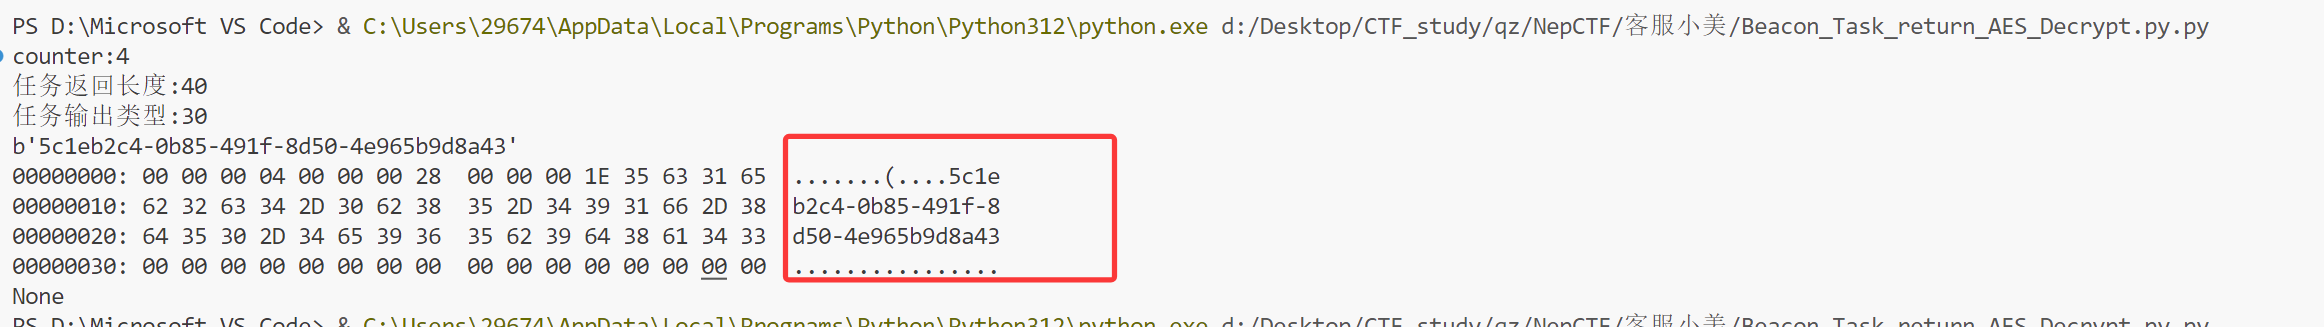 PS D:\Microsoft VS Code> & C:\Users\29674\AppData\Local\Programs\Python\Python312\python.exe d:/Desktop/CTF_study/qz/NepCTF/客服小美/Beacon_Task_return_AES_Decrypt.py.py
counter:4
任务返回长度:40
任务输出类型:30
b'5c1eb2c4-0b85-491f-8d50-4e965b9d8a43'
00000000: 00 00 00 04 00 00 00 28  00 00 00 1E 35 63 31 65  .......(....5c1e
00000010: 62 32 63 34 2D 30 62 38  35 2D 34 39 31 66 2D 38  b2c4-0b85-491f-8
00000020: 64 35 30 2D 34 65 39 36  35 62 39 64 38 61 34 33  d50-4e965b9d8a43
00000030: 00 00 00 00 00 00 00 00  00 00 00 00 00 00 00 00  ................
None
PS D:\Microsoft VS Code> & C:\Users\29674\AppData\Local\Programs\Python\Python312\python.exe d:/Desktop/CTF_study/qz/NepCTF/客服小美/Beacon_Task_return_AES_Decrypt.py.py